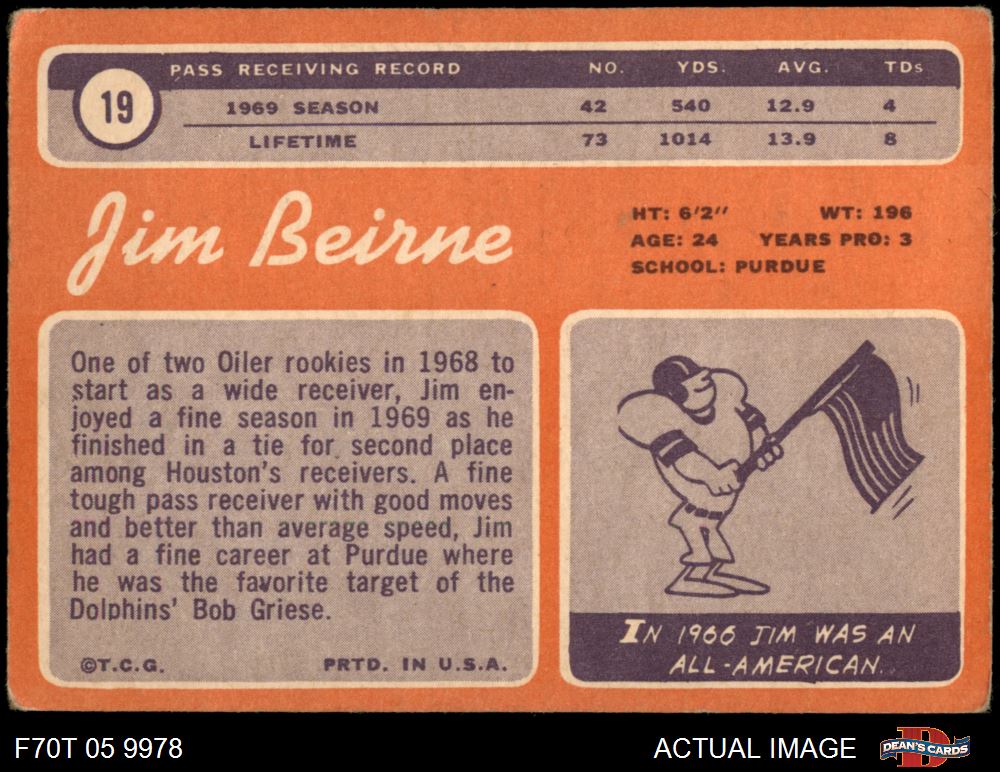 19
PASS RECEIVING RECORD NO. YDS. AVG. TDs
1969 SEASON 42 540 12.9 4
LIFETIME 73 1014 13.9 8
Jim Beirne
HT: 6'2" WT: 196
AGE: 24 YEARS PRO: 3
SCHOOL: PURDUE
One of two Oiler rookies in 1968 to
start as a wide receiver, Jim en-
joyed a fine season in 1969 as he
finished in a tie for second place
among Houston's receivers. A fine
tough pass receiver with good moves
and better than average speed, Jim
had a fine career at Purdue where
he was the favorite target of the
Dolphins' Bob Griese.
©T.C.G. PRTD. IN U.S.A.
IN 1966 JIM WAS AN
ALL-AMERICAN.
F70T 05 9978 ACTUAL IMAGE D DEAN'S CARDS